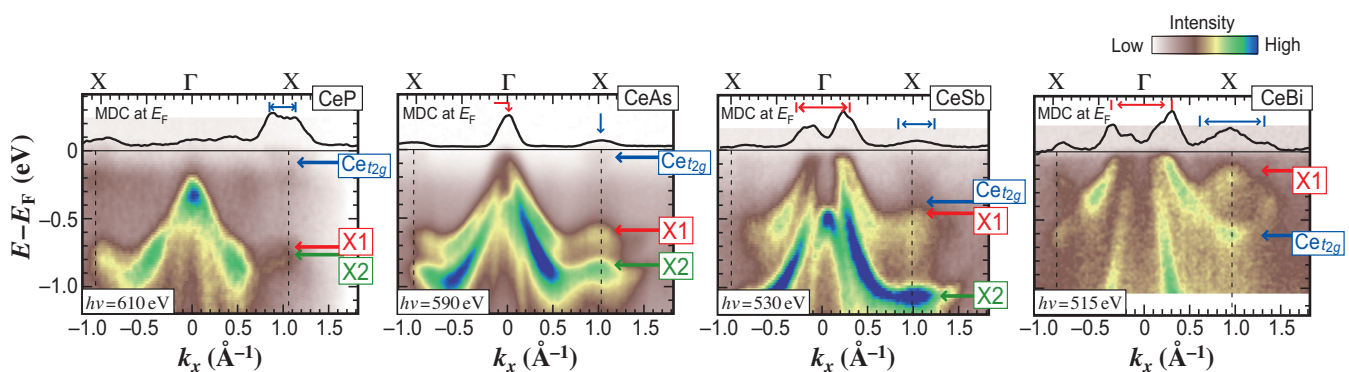 Intensity
Low High
X Γ X
CeP
MDC at E_F
X Γ X
CeAs
MDC at E_F
X Γ X
CeSb
MDC at E_F
X Γ X
CeBi
MDC at E_F
E−E_F (eV)
0
−0.5
−1.0
Ce_t2g
X1
X2
hν=610 eV
X1
Ce_t2g
X2
hν=590 eV
Ce_t2g
X1
X2
hν=530 eV
X1
Ce_t2g
hν=515 eV
−1.0 −0.5 0 0.5 1.0 1.5
k_x (Å⁻¹)
−1.0 −0.5 0 0.5 1.0 1.5
k_x (Å⁻¹)
−1.0 −0.5 0 0.5 1.0 1.5
k_x (Å⁻¹)
−1.0 −0.5 0 0.5 1.0 1.5
k_x (Å⁻¹)